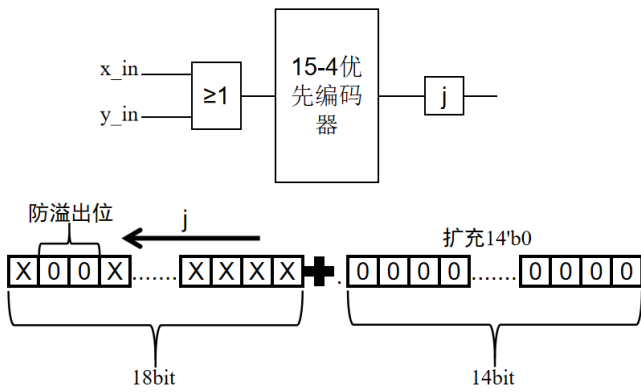 x_in
y_in
≥1
15-4优
先编码
器
j
防溢出位
j
扩充14'b0
X 0 0 X ....... X X X X + . 0 0 0 0 ....... 0 0 0 0
18bit
14bit